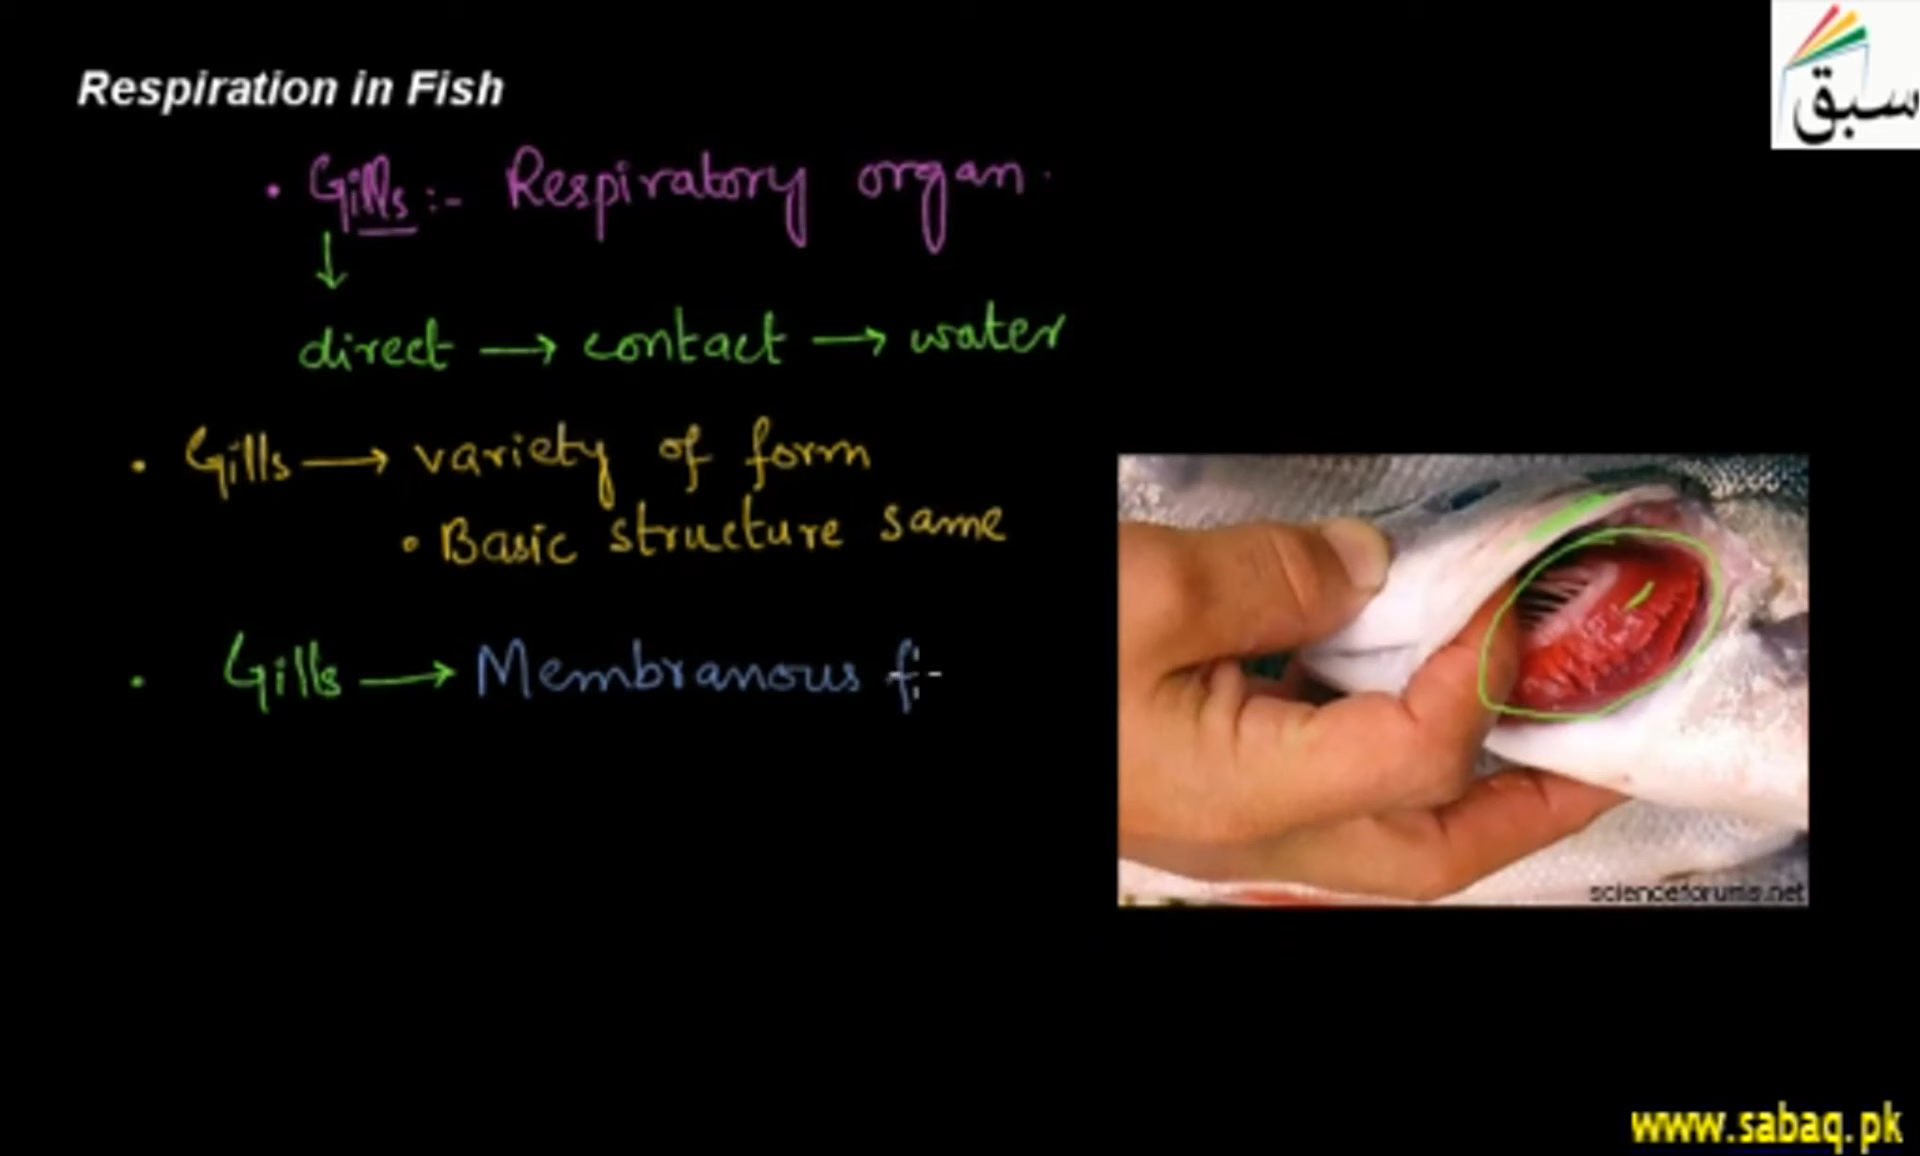 Respiration in Fish
سبق
• Gills :- Respiratory organ.
↓
direct → contact → water
• Gills → variety of form
• Basic structure same
• Gills → Membranous f
scienceforums.net
www.sabaq.pk